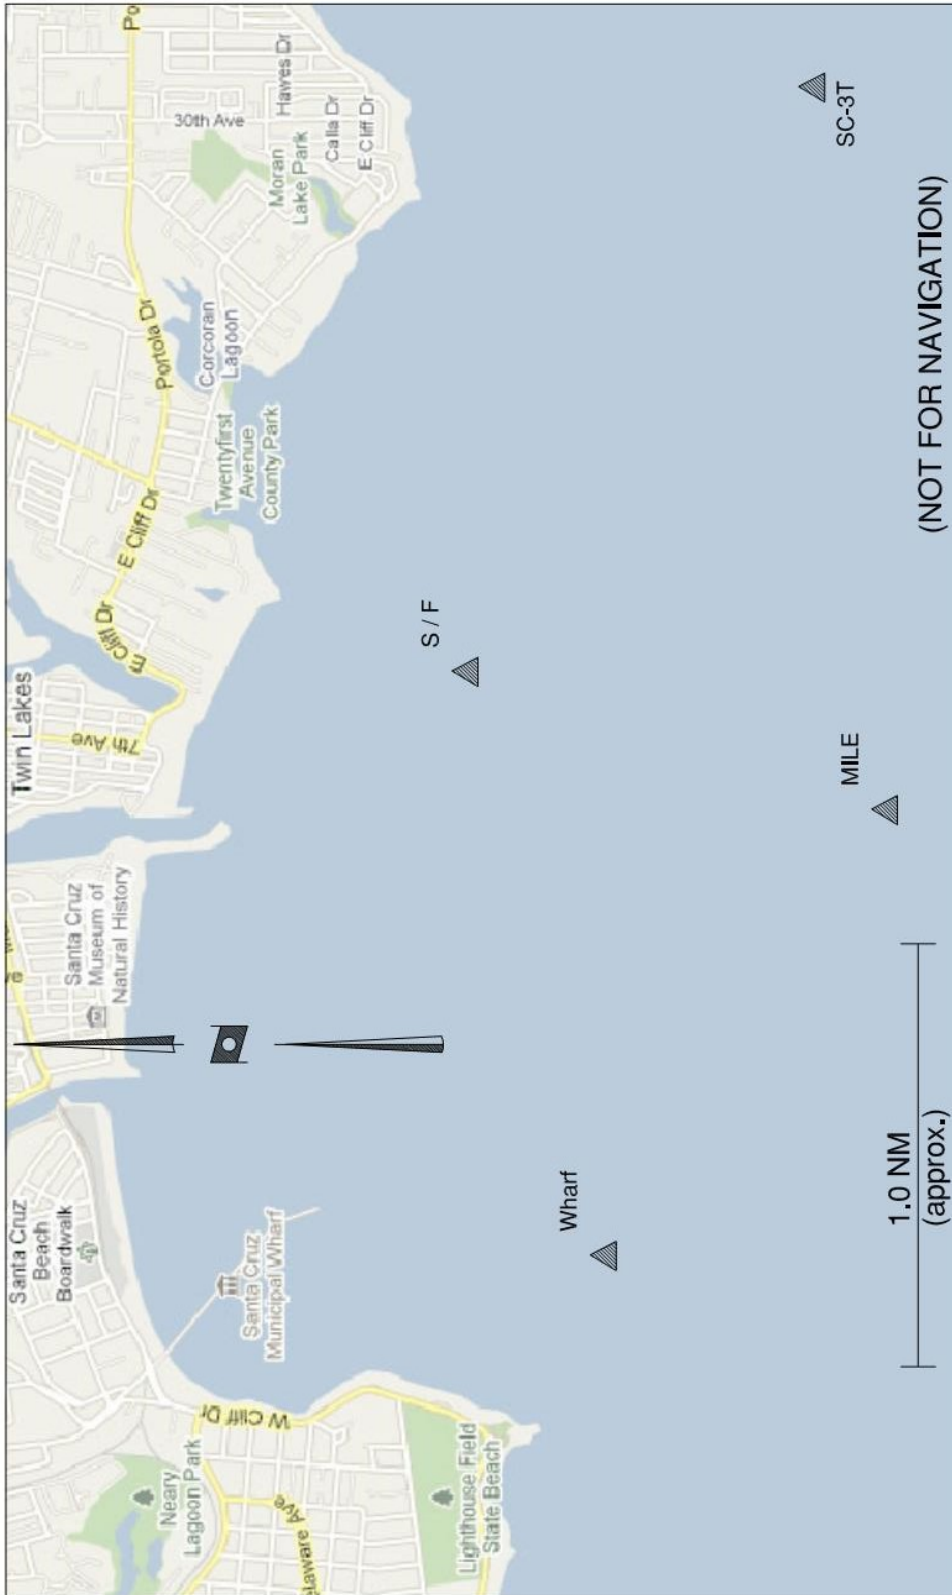 Santa Cruz
Beach
Boardwalk
Santa Cruz
Museum of
Natural History
Twin Lakes
7th Ave
E Cliff Dr
E Cliff Dr
Portola Dr
Po
30th Ave
Hawes Dr
Moran
Lake Park
Calla Dr
E Cliff Dr
Corcoran
Lagoon
Twentyfirst
Avenue
County Park
Neary
Lagoon Park
W Cliff Dr
Santa Cruz
Municipal Wharf
elaware Ave
Lighthouse Field
State Beach
S / F
Wharf
MILE
SC-3T
1.0 NM
(approx.)
(NOT FOR NAVIGATION)